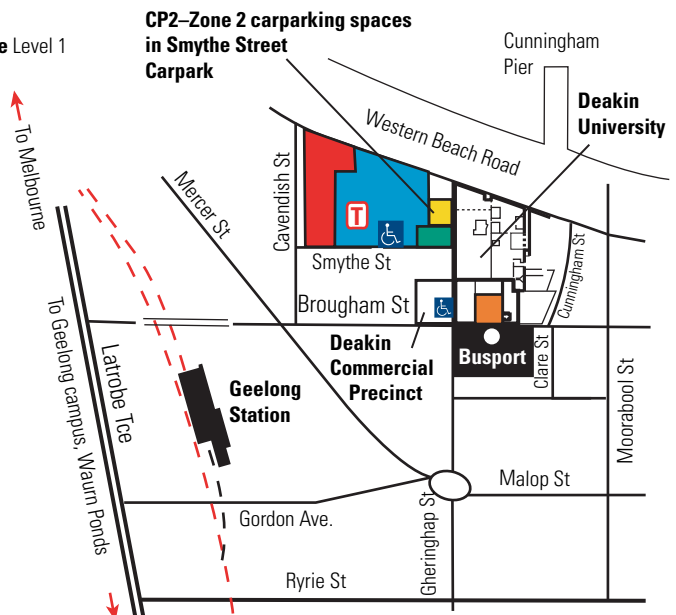 CP2–Zone 2 carparking spaces
in Smythe Street
Carpark
e Level 1
Cunningham
Pier
Deakin
University
Western Beach Road
To Melbourne
Mercer St
Cavendish St
T
Smythe St
Cunningham St
Brougham St
Deakin
Commercial
Precinct
Busport
Clare St
Moorabool St
To Geelong campus, Waurn Ponds
Latrobe Tce
Geelong
Station
Malop St
Gordon Ave.
Gheringhap St
Ryrie St